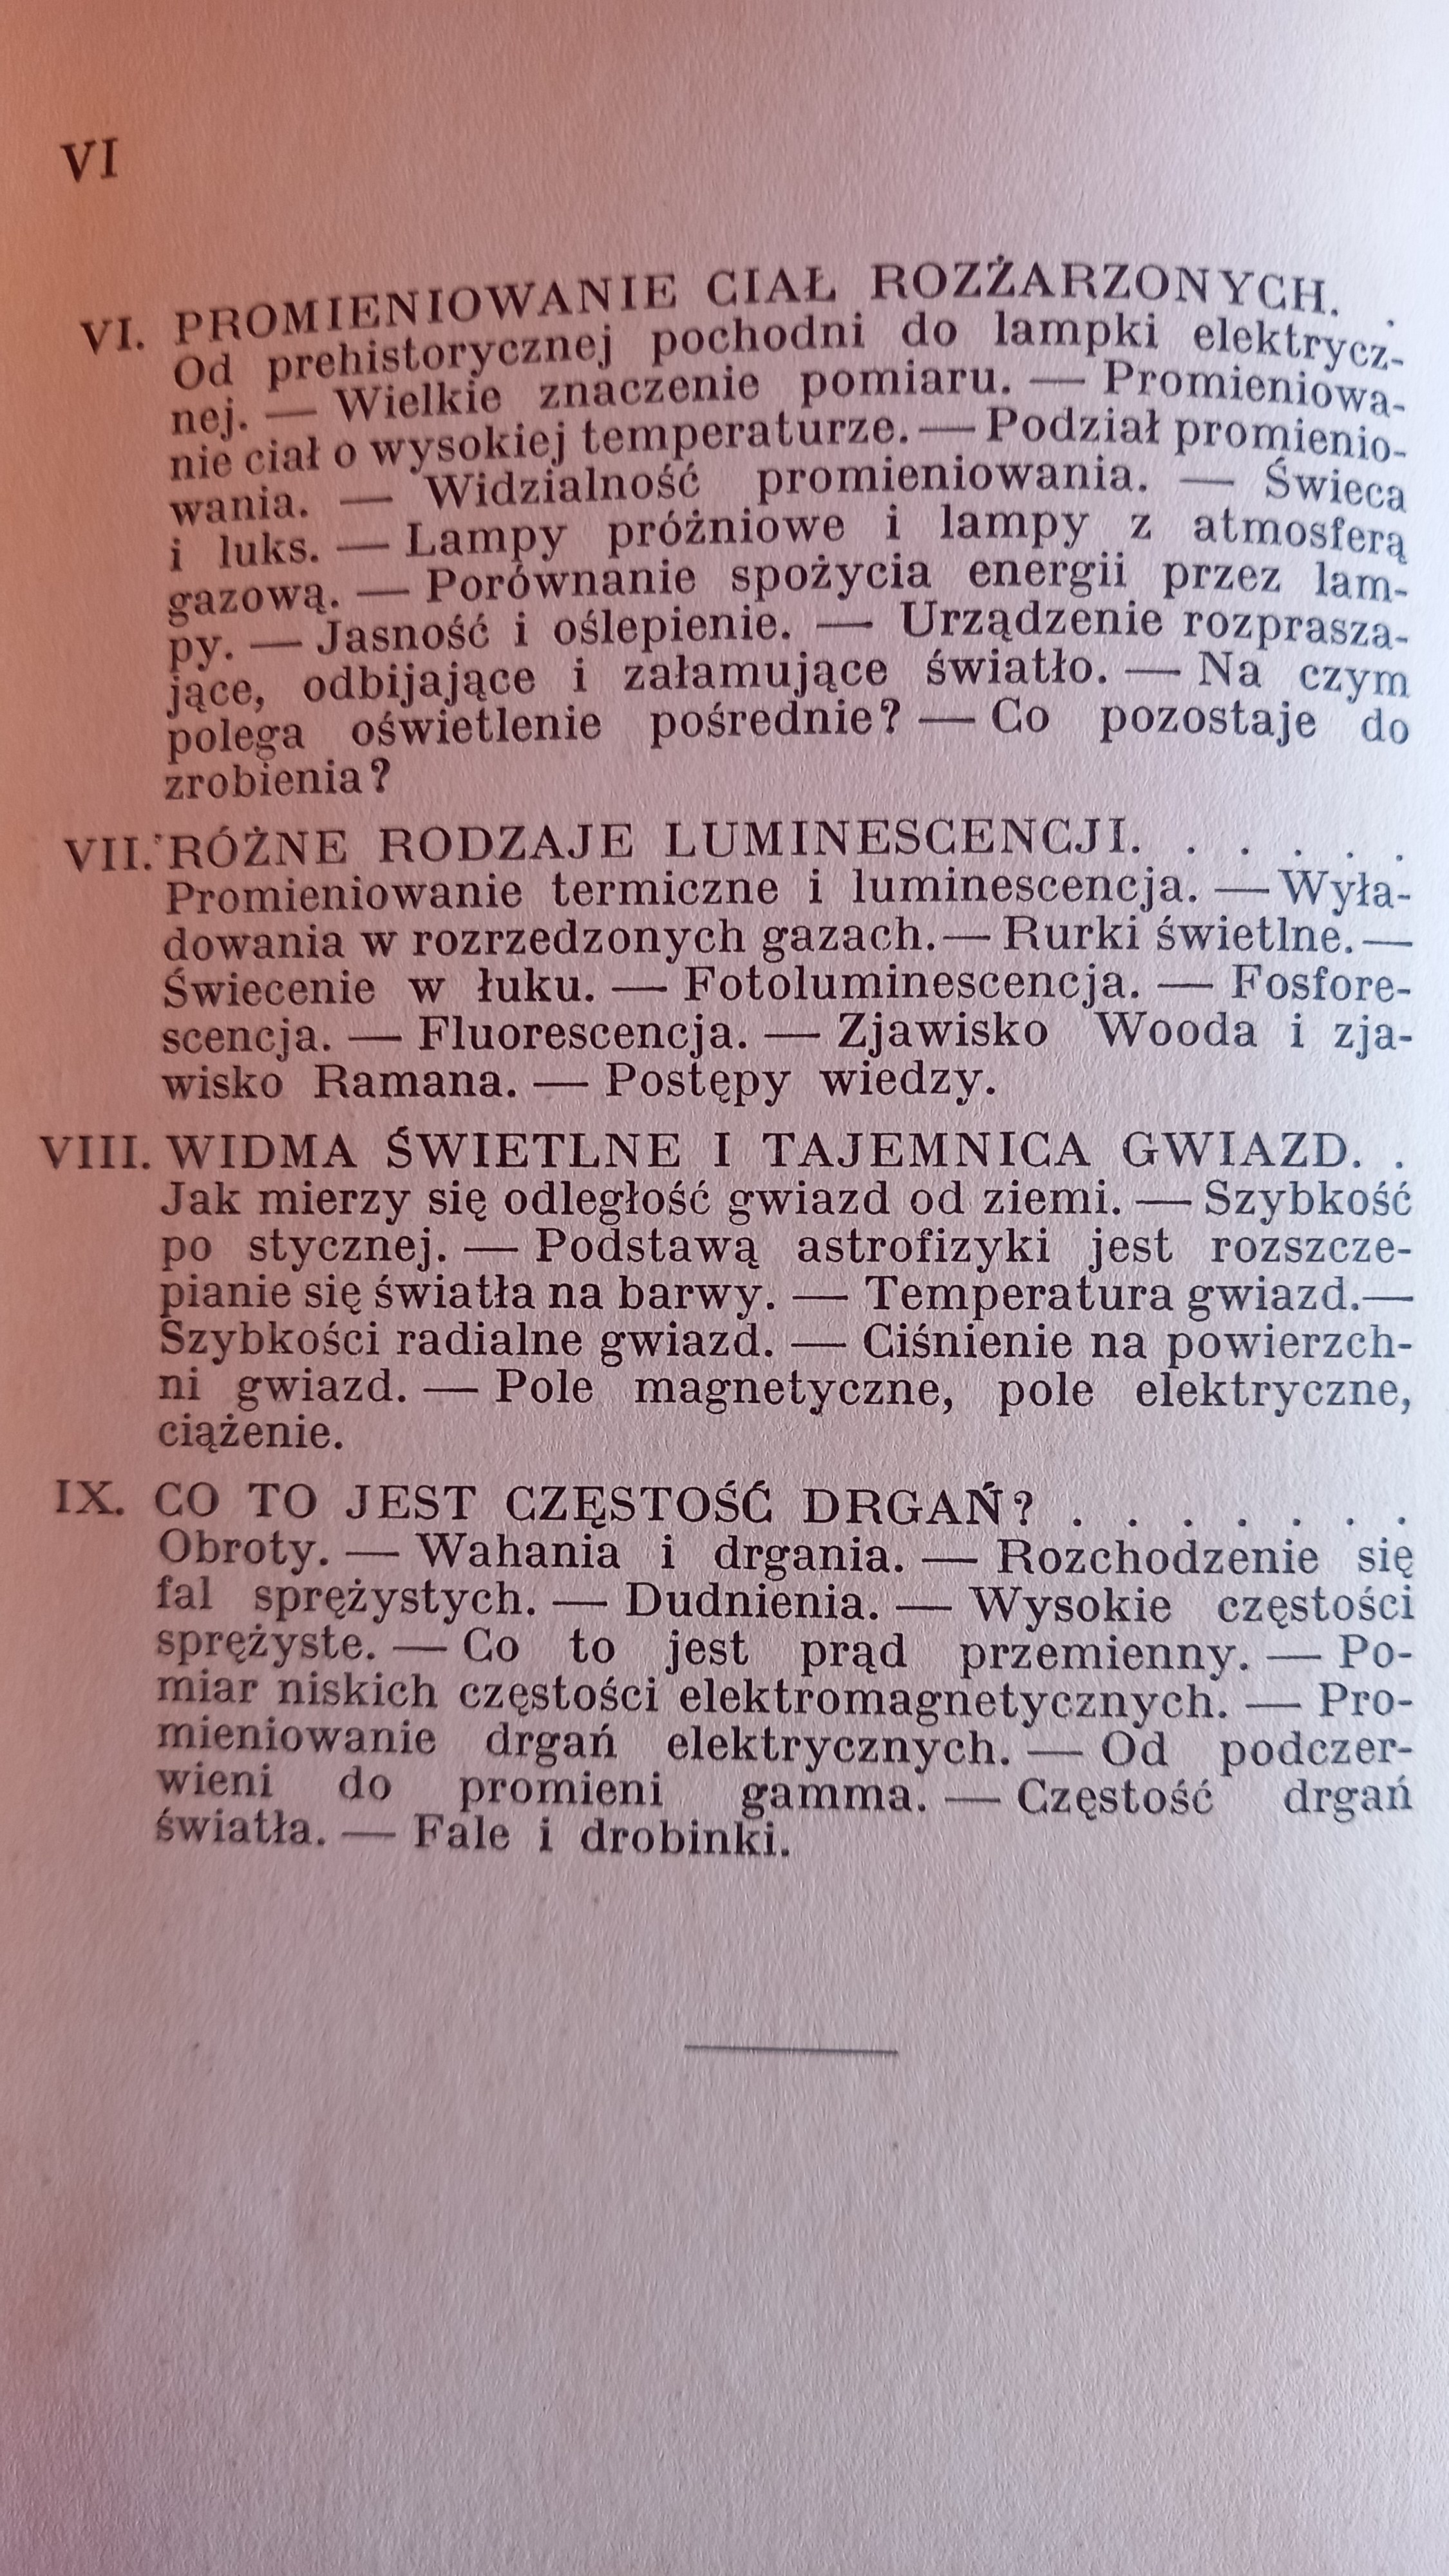 VI
VI. PROMIENIOWANIE CIAŁ ROZŻARZONYCH. .
Od prehistorycznej pochodni do lampki elektrycz-
nej. — Wielkie znaczenie pomiaru. — Promieniowa-
nie ciał o wysokiej temperaturze. — Podział promienio-
wania. — Widzialność promieniowania. — Świeca
i luks. — Lampy próżniowe i lampy z atmosferą
gazową. — Porównanie spożycia energii przez lam-
py. — Jasność i oślepienie. — Urządzenie rozprasza-
jące, odbijające i załamujące światło. — Na czym
polega oświetlenie pośrednie? — Co pozostaje do
zrobienia?
VII. RÓŻNE RODZAJE LUMINESCENCJI. . . . . .
Promieniowanie termiczne i luminescencja. — Wyła-
dowania w rozrzedzonych gazach. — Rurki świetlne. —
Świecenie w łuku. — Fotoluminescencja. — Fosfore-
scencja. — Fluorescencja. — Zjawisko Wooda i zja-
wisko Ramana. — Postępy wiedzy.
VIII. WIDMA ŚWIETLNE I TAJEMNICA GWIAZD. .
Jak mierzy się odległość gwiazd od ziemi. — Szybkość
po stycznej. — Podstawą astrofizyki jest rozszcze-
pianie się światła na barwy. — Temperatura gwiazd. —
Szybkości radialne gwiazd. — Ciśnienie na powierzch-
ni gwiazd. — Pole magnetyczne, pole elektryczne,
ciążenie.
IX. CO TO JEST CZĘSTOŚĆ DRGAŃ? . . . . . . .
Obroty. — Wahania i drgania. — Rozchodzenie się
fal sprężystych. — Dudnienia. — Wysokie częstości
sprężyste. — Co to jest prąd przemienny. — Po-
miar niskich częstości elektromagnetycznych. — Pro-
mieniowanie drgań elektrycznych. — Od podczer-
wieni do promieni gamma. — Częstość drgań
światła. — Fale i drobinki.